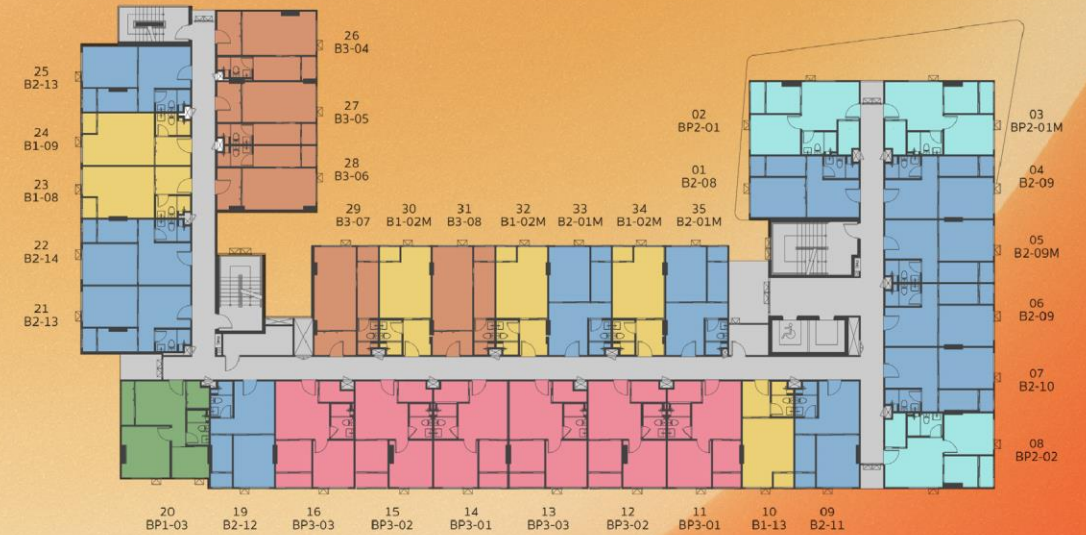 26
B3-04
25
B2-13
27
B3-05
24
B1-09
28
B3-06
23
B1-08
22
B2-14
21
B2-13
02
BP2-01
03
BP2-01M
01
B2-08
04
B2-09
29
B3-07
30
B1-02M
31
B3-08
32
B1-02M
33
B2-01M
34
B1-02M
35
B2-01M
05
B2-09M
06
B2-09
07
B2-10
08
BP2-02
20
BP1-03
19
B2-12
16
BP3-03
15
BP3-02
14
BP3-01
13
BP3-03
12
BP3-02
11
BP3-01
10
B1-13
09
B2-11